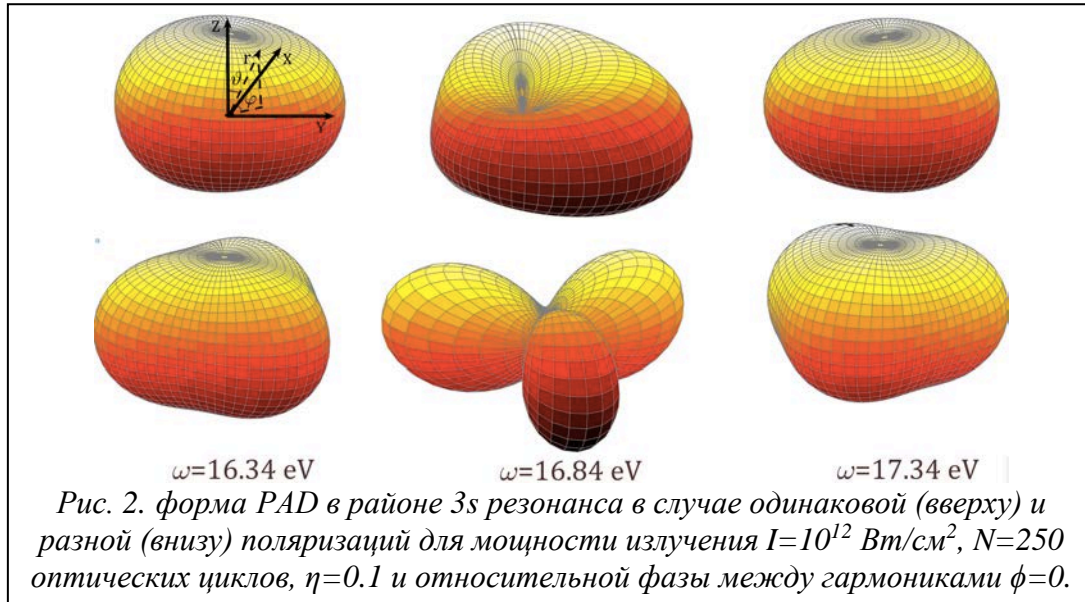 Z
r
X
ϑ
φ
Y
ω=16.34 eV ω=16.84 eV ω=17.34 eV
Рис. 2. форма PAD в районе 3s резонанса в случае одинаковой (вверху) и
разной (внизу) поляризаций для мощности излучения I=10¹² Вт/см², N=250
оптических циклов, η=0.1 и относительной фазы между гармониками ϕ=0.